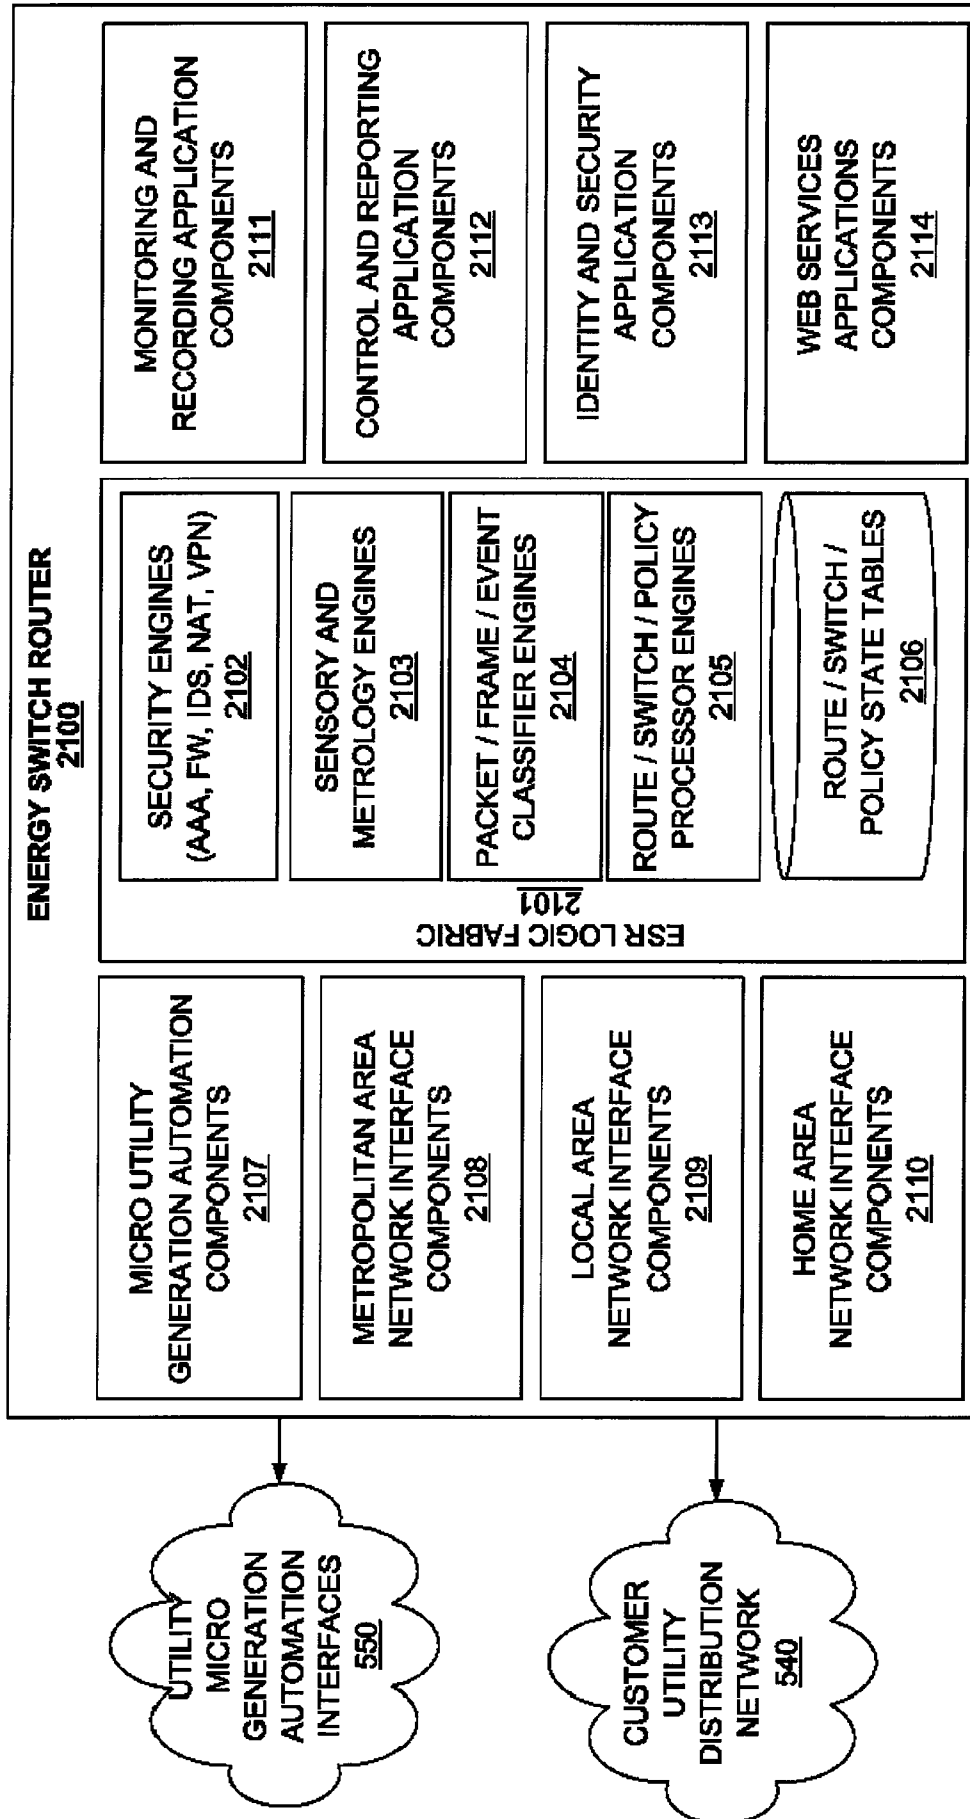 ENERGY SWITCH ROUTER
2100
UTILITY
MICRO
GENERATION
AUTOMATION
INTERFACES
550
CUSTOMER
UTILITY
DISTRIBUTION
NETWORK
540
MICRO UTILITY
GENERATION AUTOMATION
COMPONENTS
2107
METROPOLITAN AREA
NETWORK INTERFACE
COMPONENTS
2108
LOCAL AREA
NETWORK INTERFACE
COMPONENTS
2109
HOME AREA
NETWORK INTERFACE
COMPONENTS
2110
ESR LOGIC FABRIC
2101
SECURITY ENGINES
(AAA, FW, IDS, NAT, VPN)
2102
SENSORY AND
METROLOGY ENGINES
2103
PACKET / FRAME / EVENT
CLASSIFIER ENGINES
2104
ROUTE / SWITCH / POLICY
PROCESSOR ENGINES
2105
ROUTE / SWITCH /
POLICY STATE TABLES
2106
MONITORING AND
RECORDING APPLICATION
COMPONENTS
2111
CONTROL AND REPORTING
APPLICATION
COMPONENTS
2112
IDENTITY AND SECURITY
APPLICATION
COMPONENTS
2113
WEB SERVICES
APPLICATIONS
COMPONENTS
2114